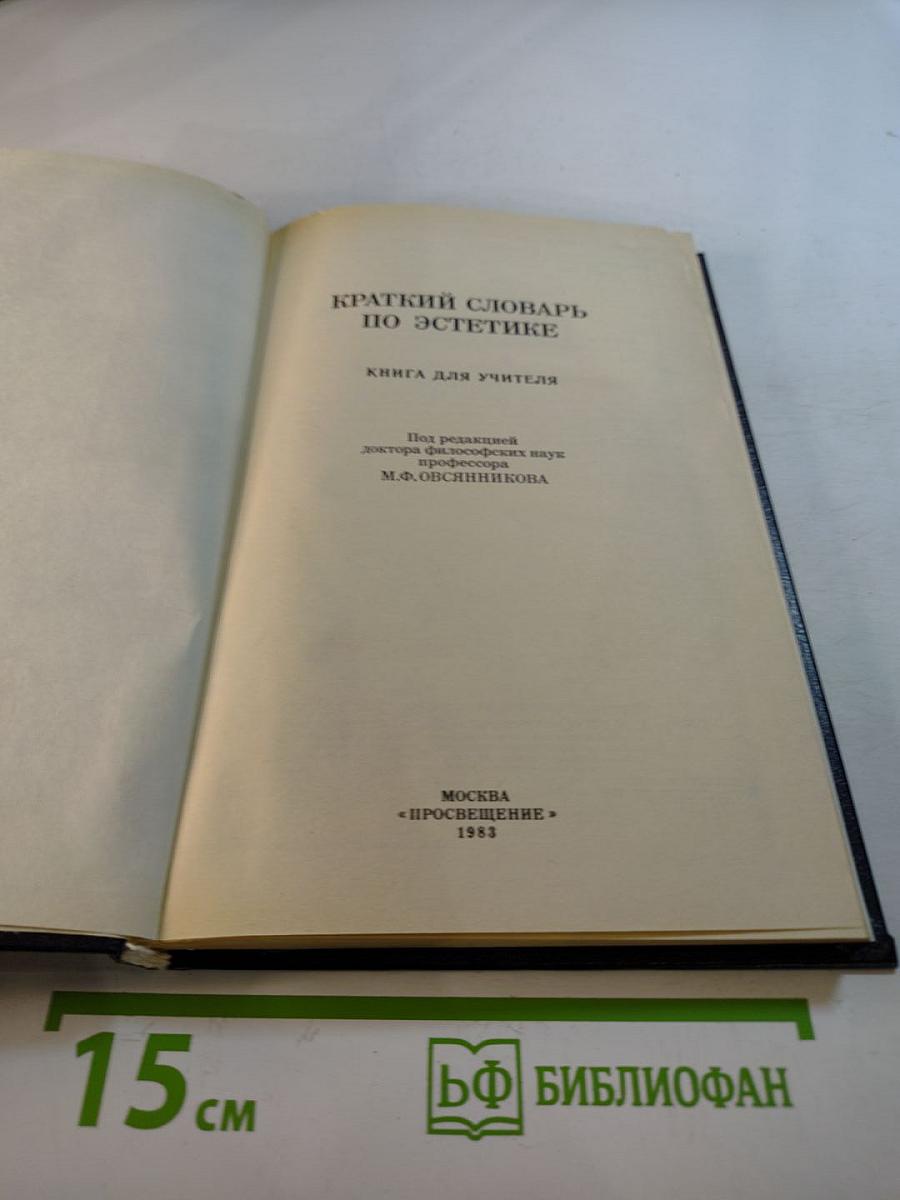 КРАТКИЙ СЛОВАРЬ
ПО ЭСТЕТИКЕ
КНИГА ДЛЯ УЧИТЕЛЯ
Под редакцией
доктора философских наук
профессора
М.Ф.ОВСЯННИКОВА
МОСКВА
«ПРОСВЕЩЕНИЕ»
1983
15 см
БФ БИБЛИОФАН